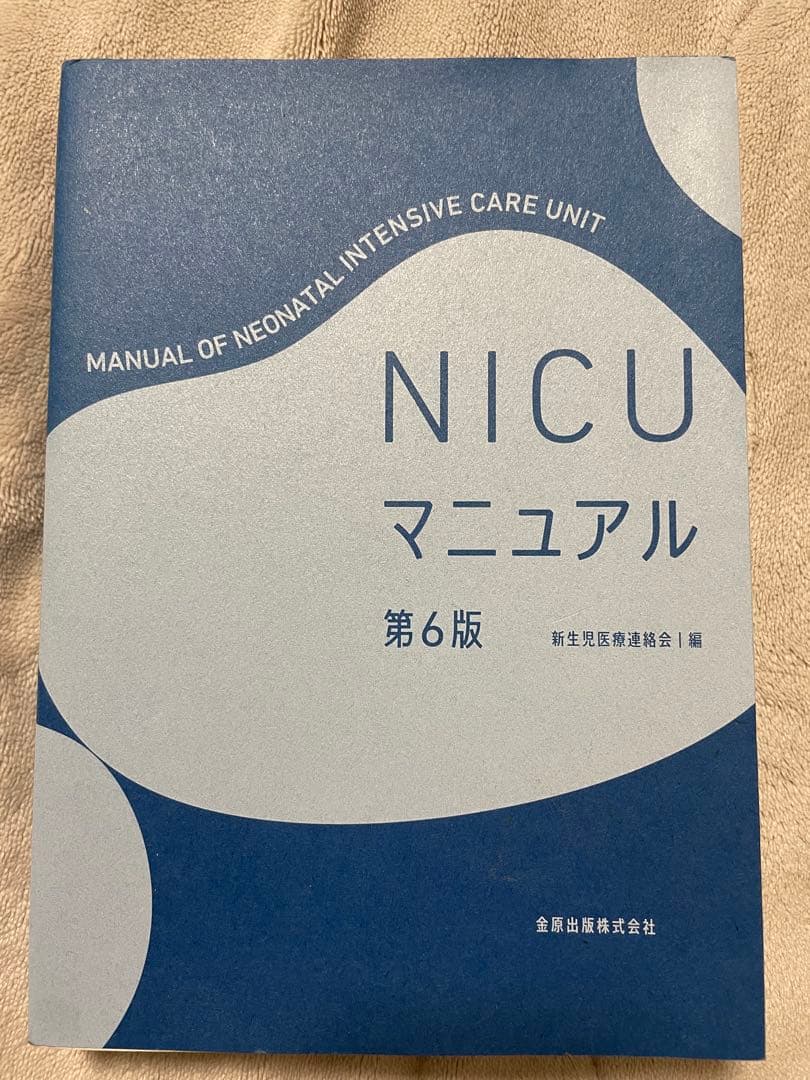 MANUAL OF NEONATAL INTENSIVE CARE UNIT
NICU
マニュアル
第6版
新生児医療連絡会|編
金原出版株式会社